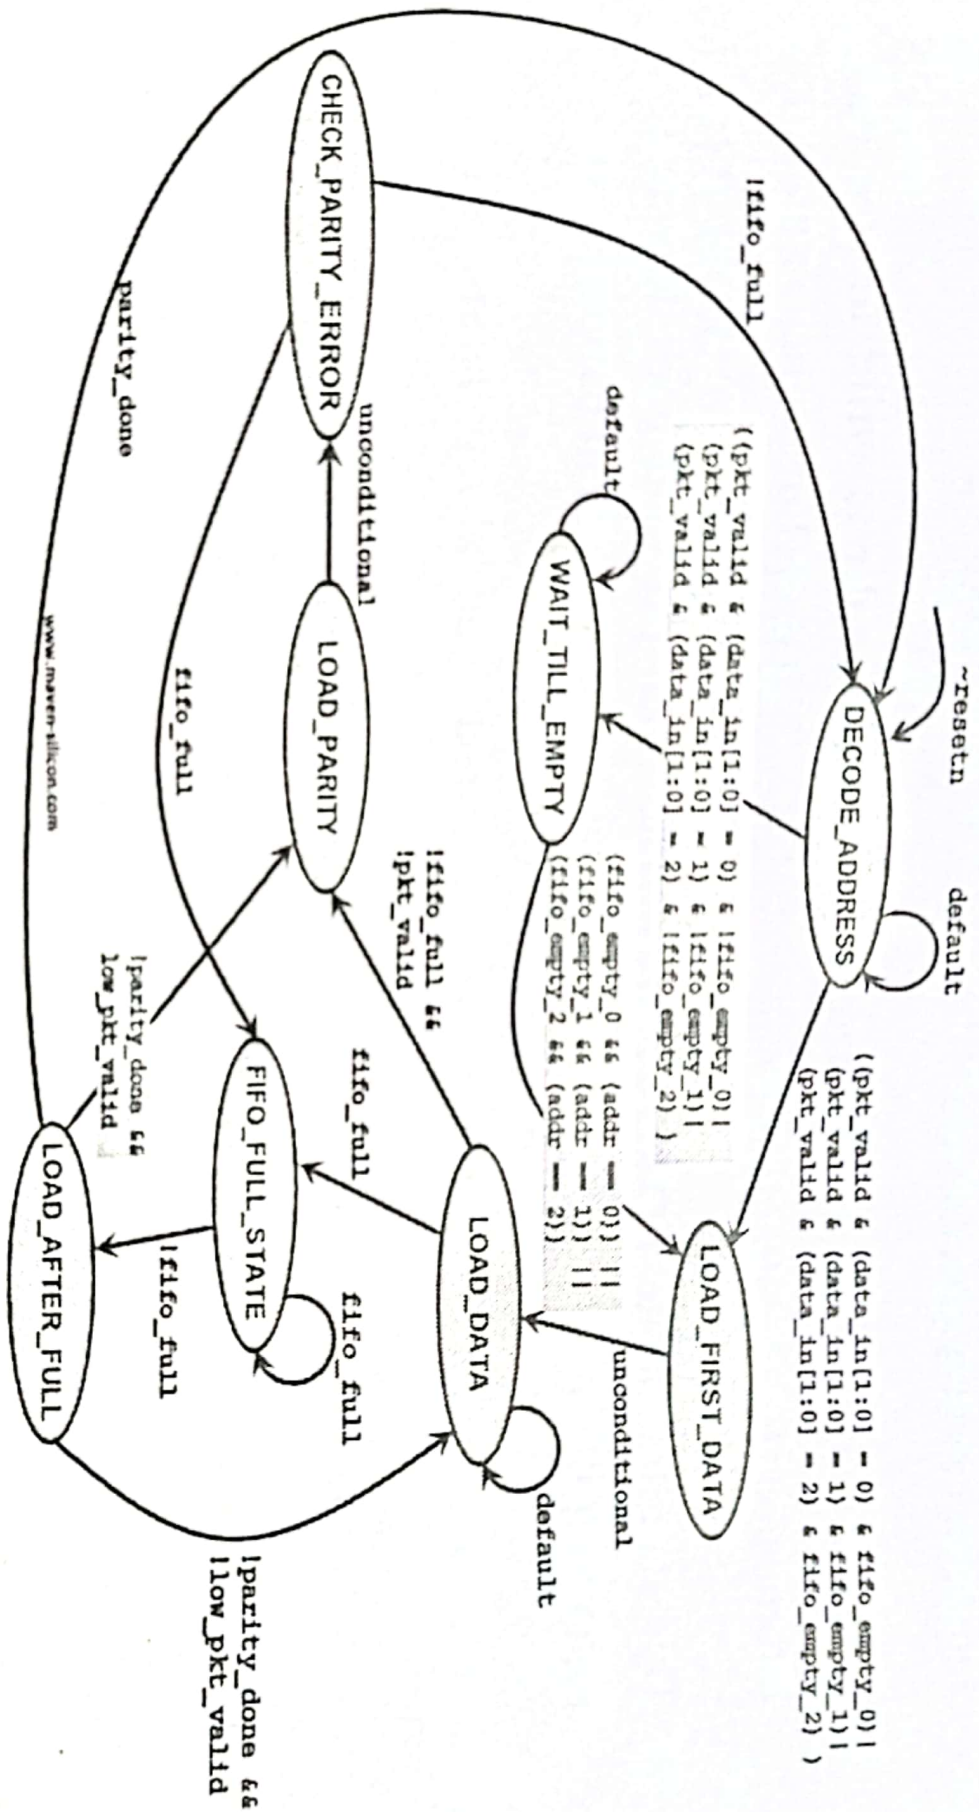 ~resetn
default
DECODE_ADDRESS
((pkt_valid & (data_in[1:0] = 0) & fifo_empty_0)|
(pkt_valid & (data_in[1:0] = 1) & fifo_empty_1)|
(pkt_valid & (data_in[1:0] = 2) & fifo_empty_2) )
!fifo_full
((pkt_valid & (data_in[1:0] = 0) & !fifo_empty_0)|
(pkt_valid & (data_in[1:0] = 1) & !fifo_empty_1)|
(pkt_valid & (data_in[1:0] = 2) & !fifo_empty_2) )
LOAD_FIRST_DATA
default
WAIT_TILL_EMPTY
(fifo_empty_0 && (addr == 0)) ||
(fifo_empty_1 && (addr == 1)) ||
(fifo_empty_2 && (addr == 2))
unconditional
default
LOAD_DATA
!fifo_full &&
!pkt_valid
unconditional
fifo_full
fifo_full
CHECK_PARITY_ERROR
LOAD_PARITY
FIFO_FULL_STATE
fifo_full
!fifo_full
!parity_done &&
!low_pkt_valid
parity_done
!parity_done &&
low_pkt_valid
LOAD_AFTER_FULL
www.maven-silicon.com